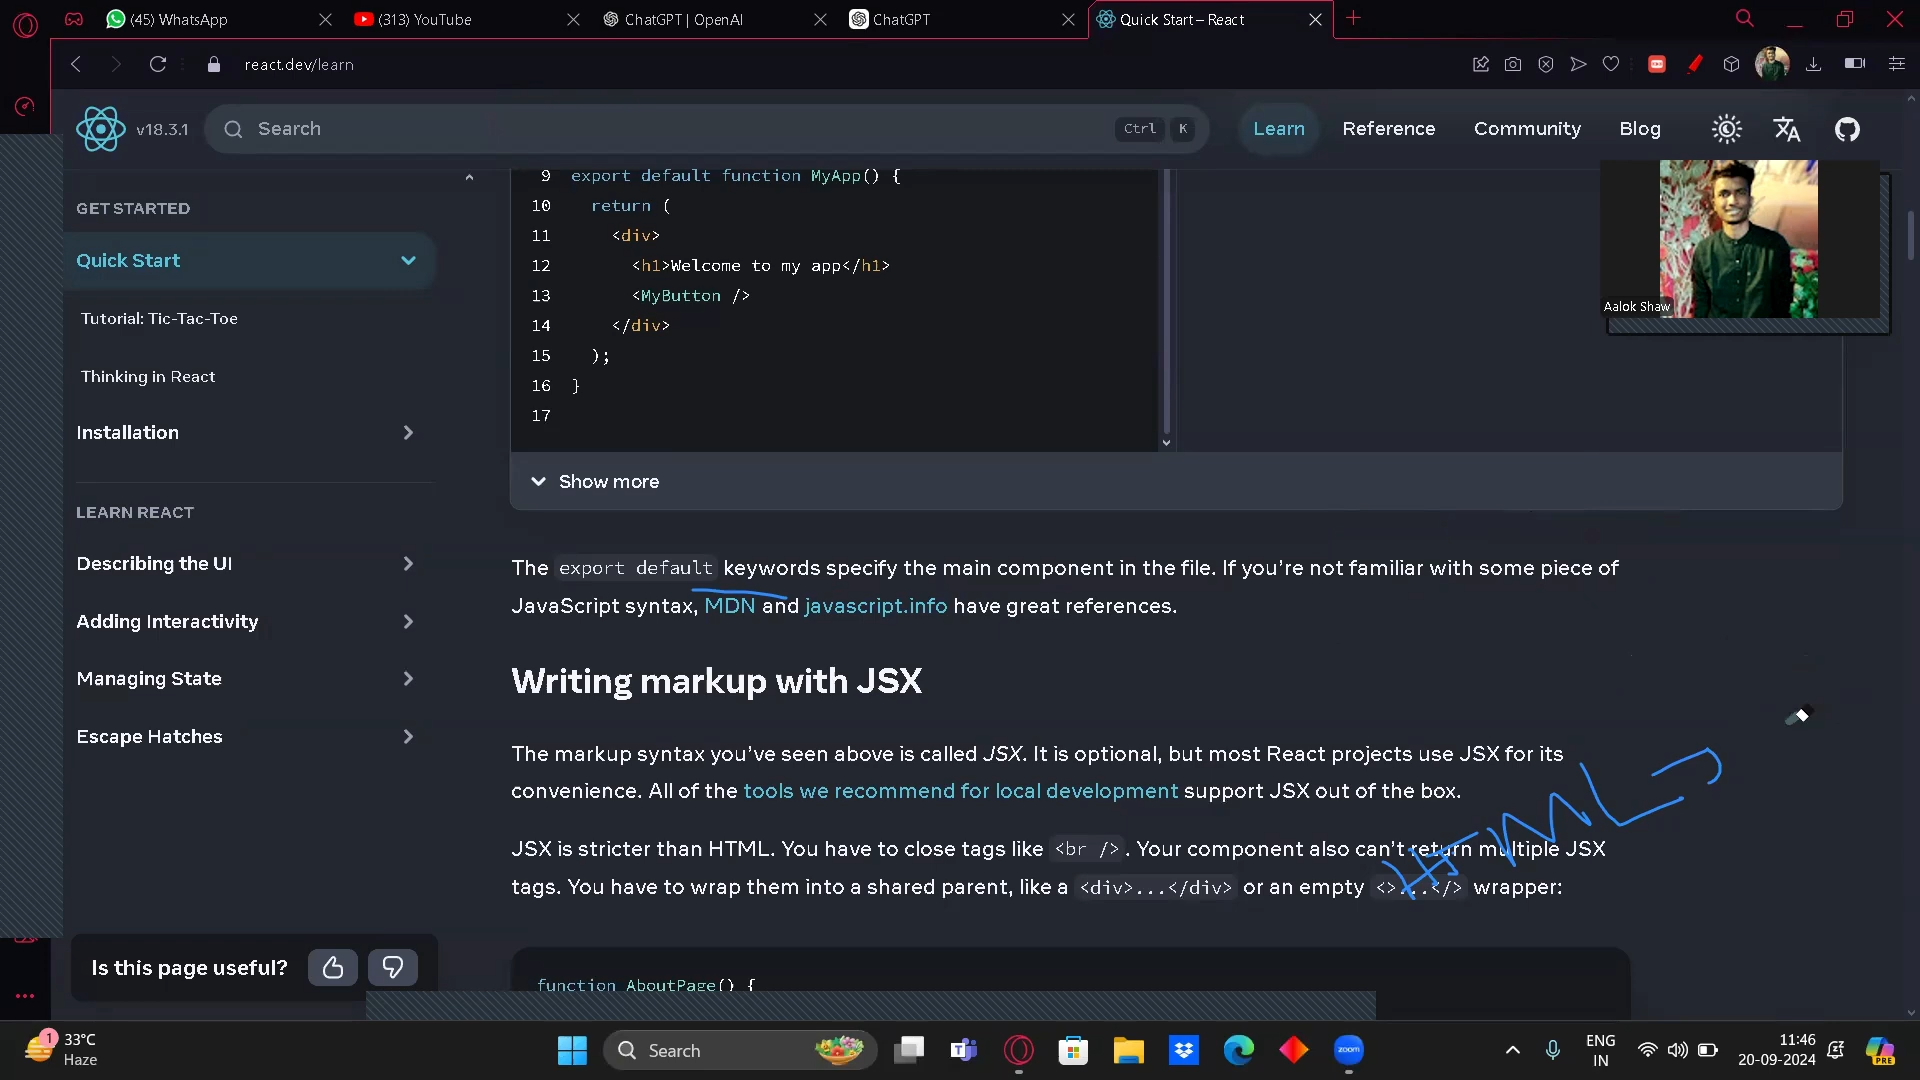 (45) WhatsApp
(313) YouTube
ChatGPT | OpenAI
ChatGPT
Quick Start – React
react.dev/learn
v18.3.1
Search
Ctrl K
Learn
Reference
Community
Blog
Aalok Shaw
GET STARTED
Quick Start
Tutorial: Tic-Tac-Toe
Thinking in React
Installation
LEARN REACT
Describing the UI
Adding Interactivity
Managing State
Escape Hatches
Is this page useful?
9 export default function MyApp() {
10 return (
11 <div>
12 <h1>Welcome to my app</h1>
13 <MyButton />
14 </div>
15 );
16 }
17
Show more
The export default keywords specify the main component in the file. If you’re not familiar with some piece of
JavaScript syntax, MDN and javascript.info have great references.
Writing markup with JSX
The markup syntax you’ve seen above is called JSX. It is optional, but most React projects use JSX for its
convenience. All of the tools we recommend for local development support JSX out of the box.
JSX is stricter than HTML. You have to close tags like <br />. Your component also can’t return multiple JSX
tags. You have to wrap them into a shared parent, like a <div>...</div> or an empty <>...</> wrapper:
HTML
function AboutPage() {
1
33°C
Haze
Search
zoom
ENG
IN
11:46
20-09-2024
PRE